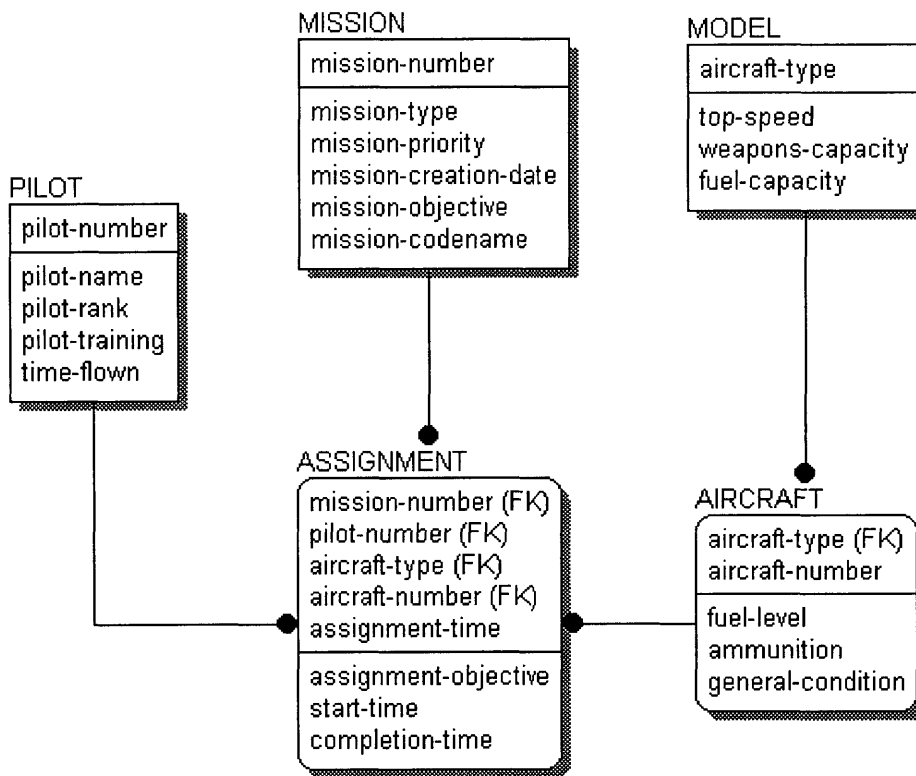 MISSION
mission-number
mission-type
mission-priority
mission-creation-date
mission-objective
mission-codename
MODEL
aircraft-type
top-speed
weapons-capacity
fuel-capacity
PILOT
pilot-number
pilot-name
pilot-rank
pilot-training
time-flown
ASSIGNMENT
mission-number (FK)
pilot-number (FK)
aircraft-type (FK)
aircraft-number (FK)
assignment-time
assignment-objective
start-time
completion-time
AIRCRAFT
aircraft-type (FK)
aircraft-number
fuel-level
ammunition
general-condition